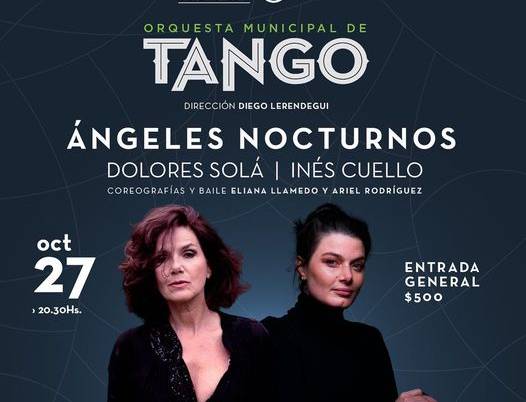 ORQUESTA MUNICIPAL DE
TANGO
DIRECCIÓN DIEGO LERENDEGUI
ÁNGELES NOCTURNOS
DOLORES SOLÁ | INÉS CUELLO
COREOGRAFÍAS Y BAILE ELIANA LLAMEDO Y ARIEL RODRÍGUEZ
oct
27
› 20.30Hs.
ENTRADA
GENERAL
$500